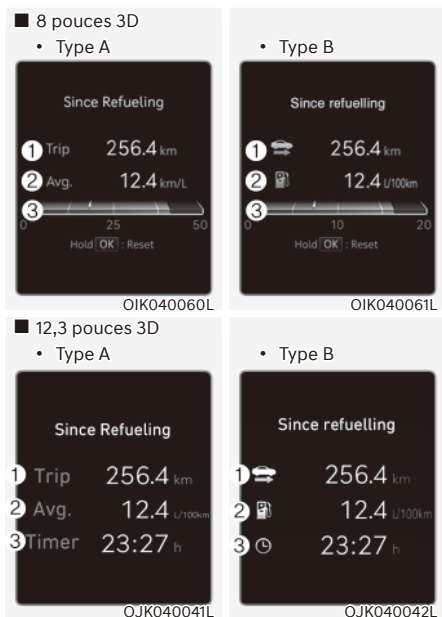 ■ 8 pouces 3D
• Type A
Since Refueling
1 Trip 256.4 km
2 Avg. 12.4 km/L
3
0 25 50
Hold OK : Reset
OIK040060L
• Type B
Since refuelling
1 256.4 km
2 12.4 L/100km
3
0 10 20
Hold OK : Reset
OIK040061L
■ 12,3 pouces 3D
• Type A
Since Refueling
1 Trip 256.4 km
2 Avg. 12.4 L/100km
3 Timer 23:27 h
OJK040041L
• Type B
Since refuelling
1 256.4 km
2 12.4 L/100km
3 23:27 h
OJK040042L